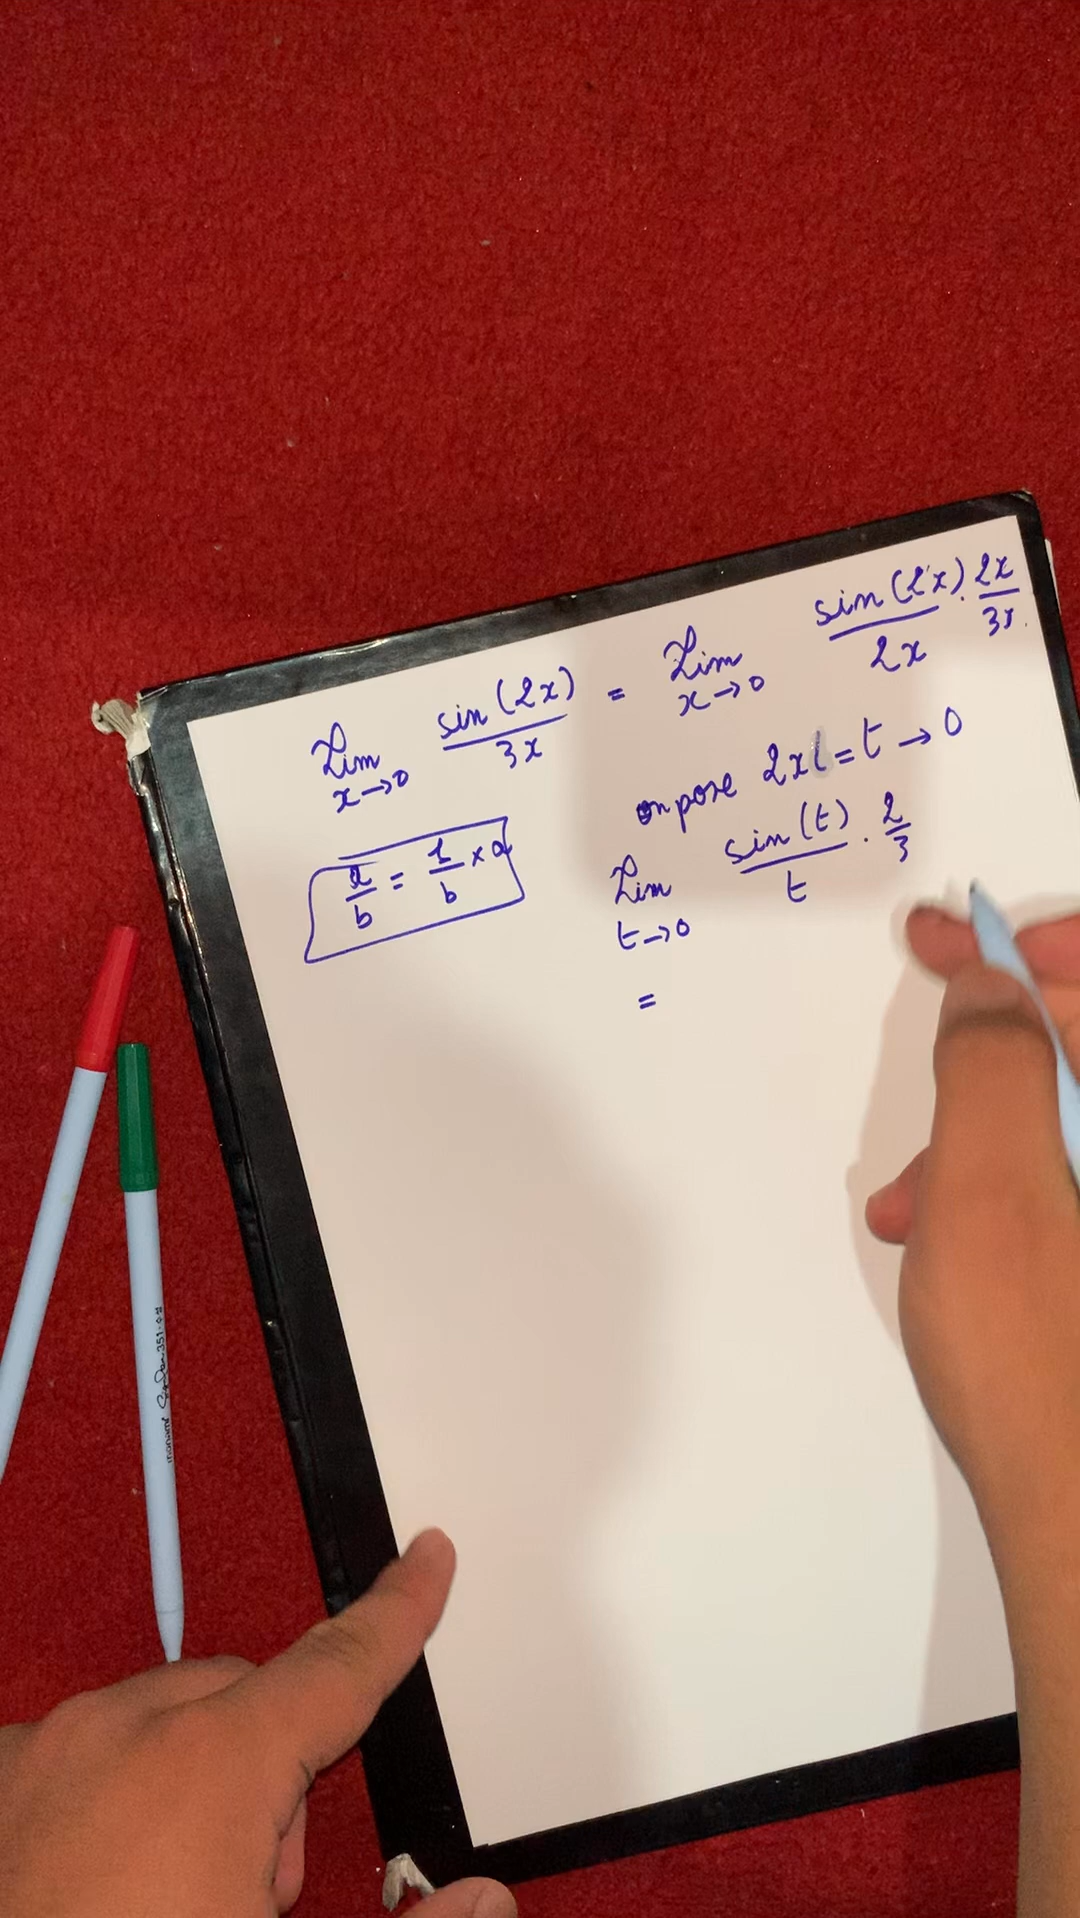 Lim x→0 sin(2x)/3x = Lim x→0 sin(2x)/2x . 2x/3x
on pose 2x = t → 0
a/b = 1/b × a
Lim t→0 sin(t)/t . 2/3
=